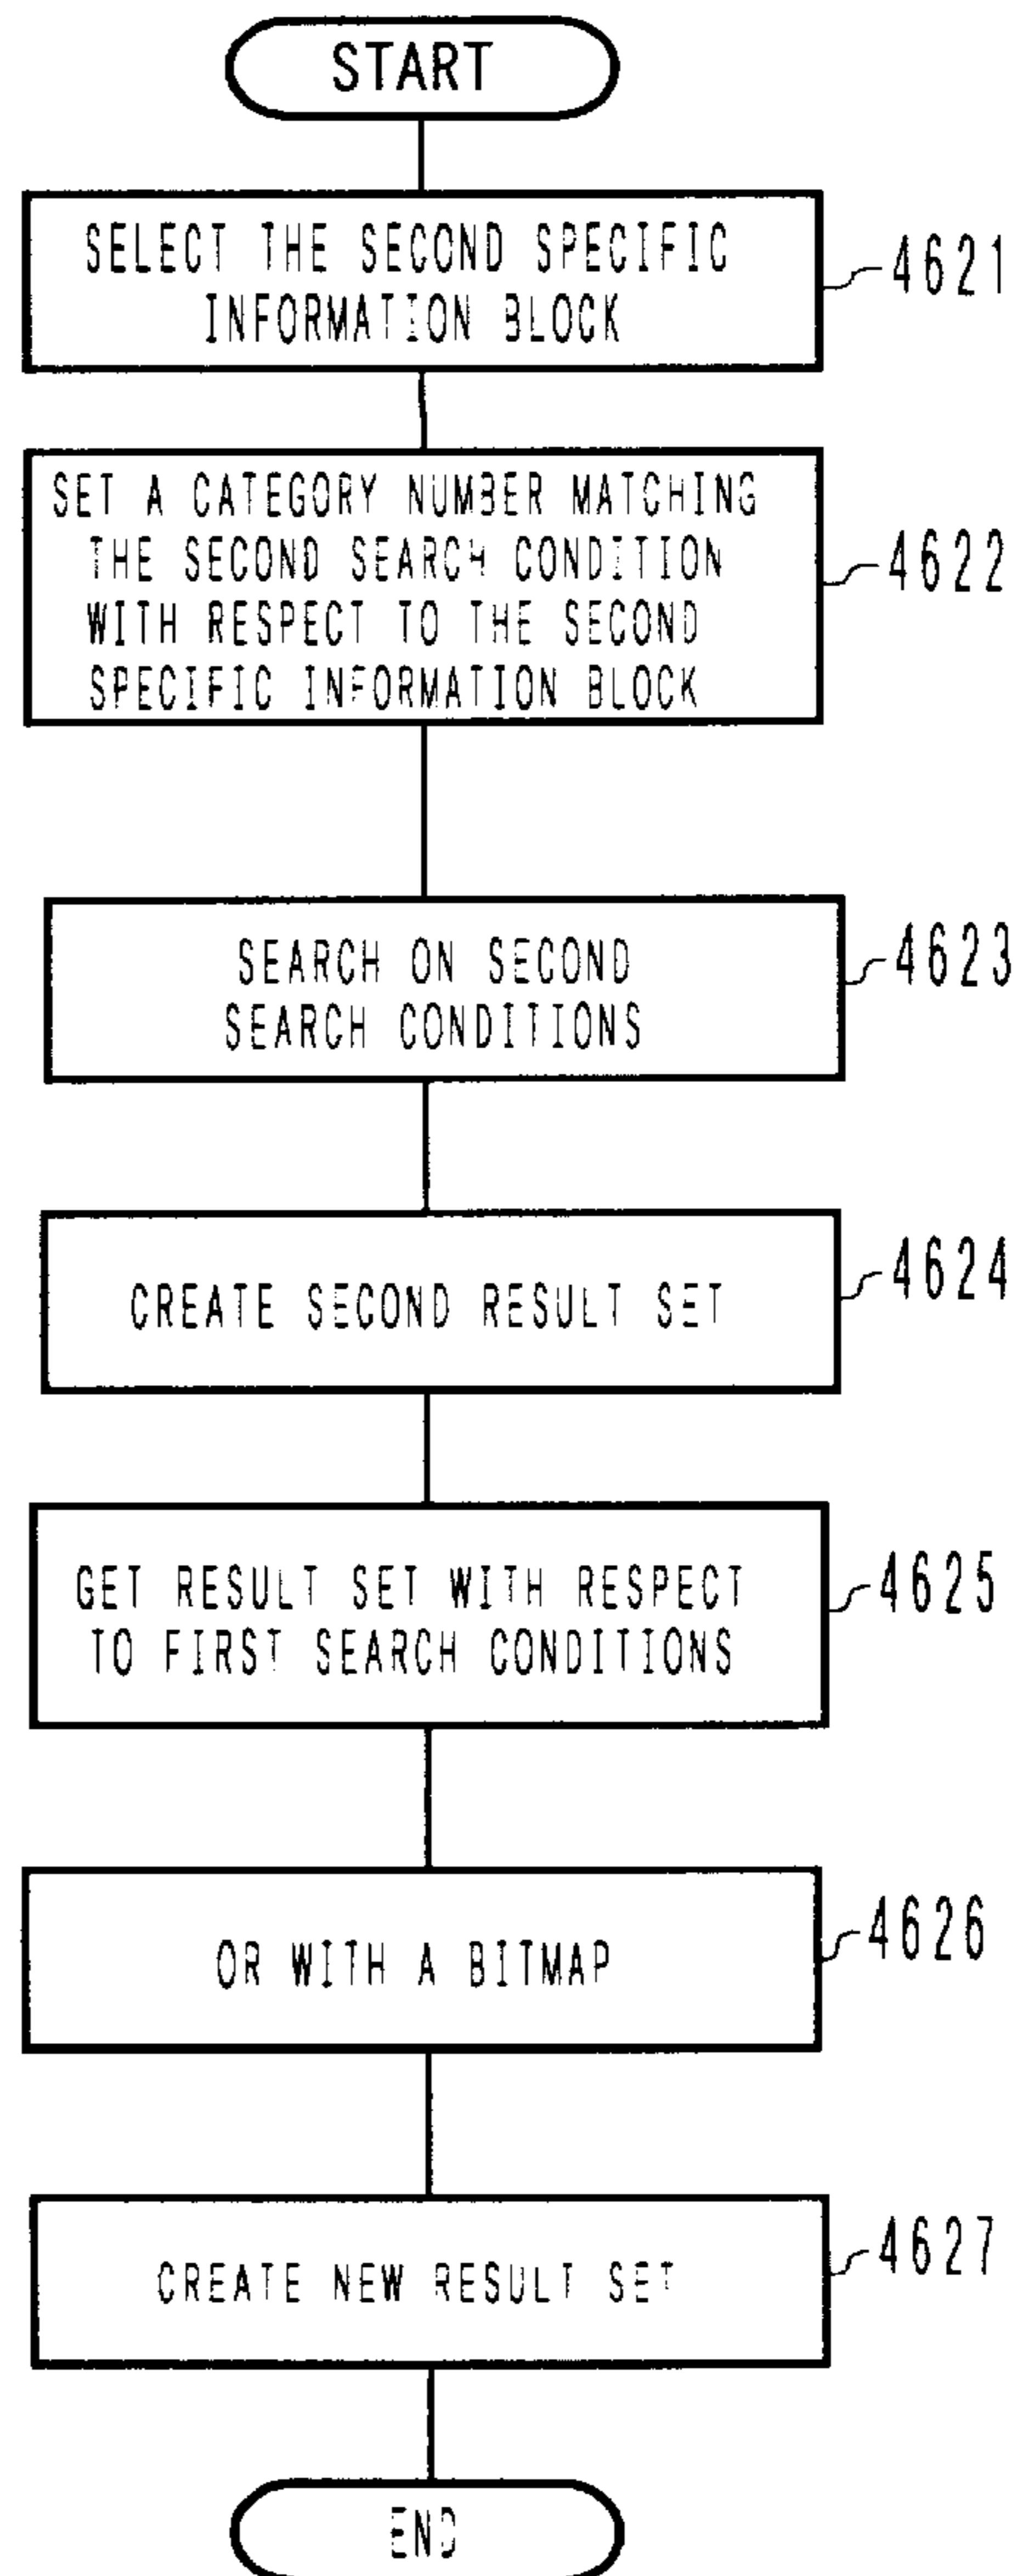 START
SELECT THE SECOND SPECIFIC
INFORMATION BLOCK
4621
SET A CATEGORY NUMBER MATCHING
THE SECOND SEARCH CONDITION
WITH RESPECT TO THE SECOND
SPECIFIC INFORMATION BLOCK
4622
SEARCH ON SECOND
SEARCH CONDITIONS
4623
CREATE SECOND RESULT SET
4624
GET RESULT SET WITH RESPECT
TO FIRST SEARCH CONDITIONS
4625
OR WITH A BITMAP
4626
CREATE NEW RESULT SET
4627
END